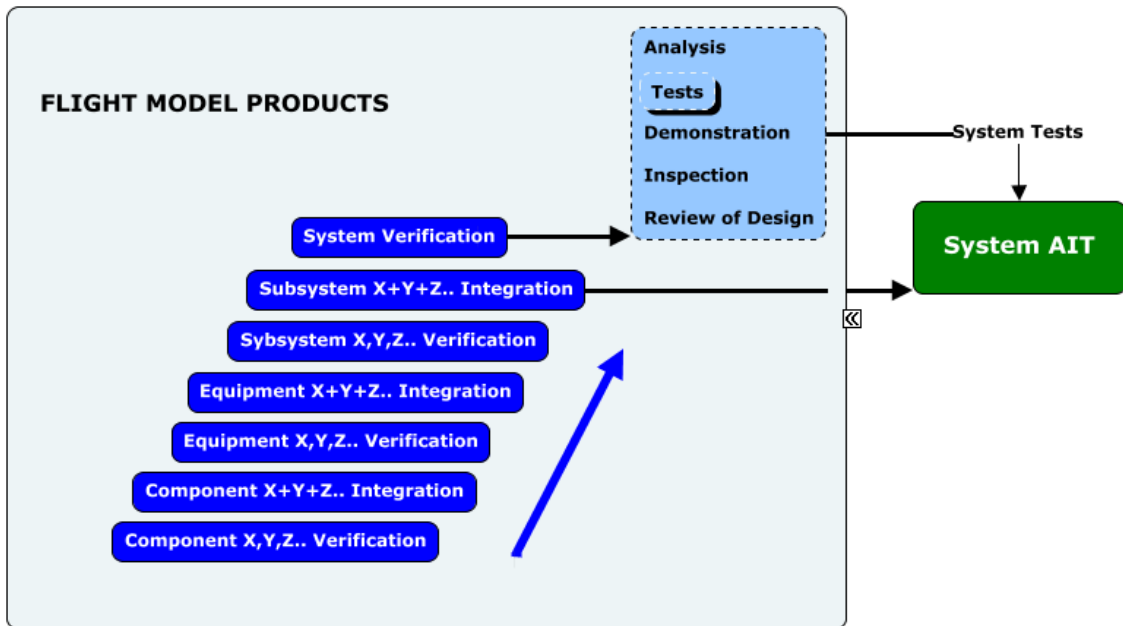 Analysis
FLIGHT MODEL PRODUCTS
Tests
Demonstration
System Tests
Inspection
Review of Design
System Verification
System AIT
Subsystem X+Y+Z.. Integration
Sybsystem X,Y,Z.. Verification
Equipment X+Y+Z.. Integration
Equipment X,Y,Z.. Verification
Component X+Y+Z.. Integration
Component X,Y,Z.. Verification